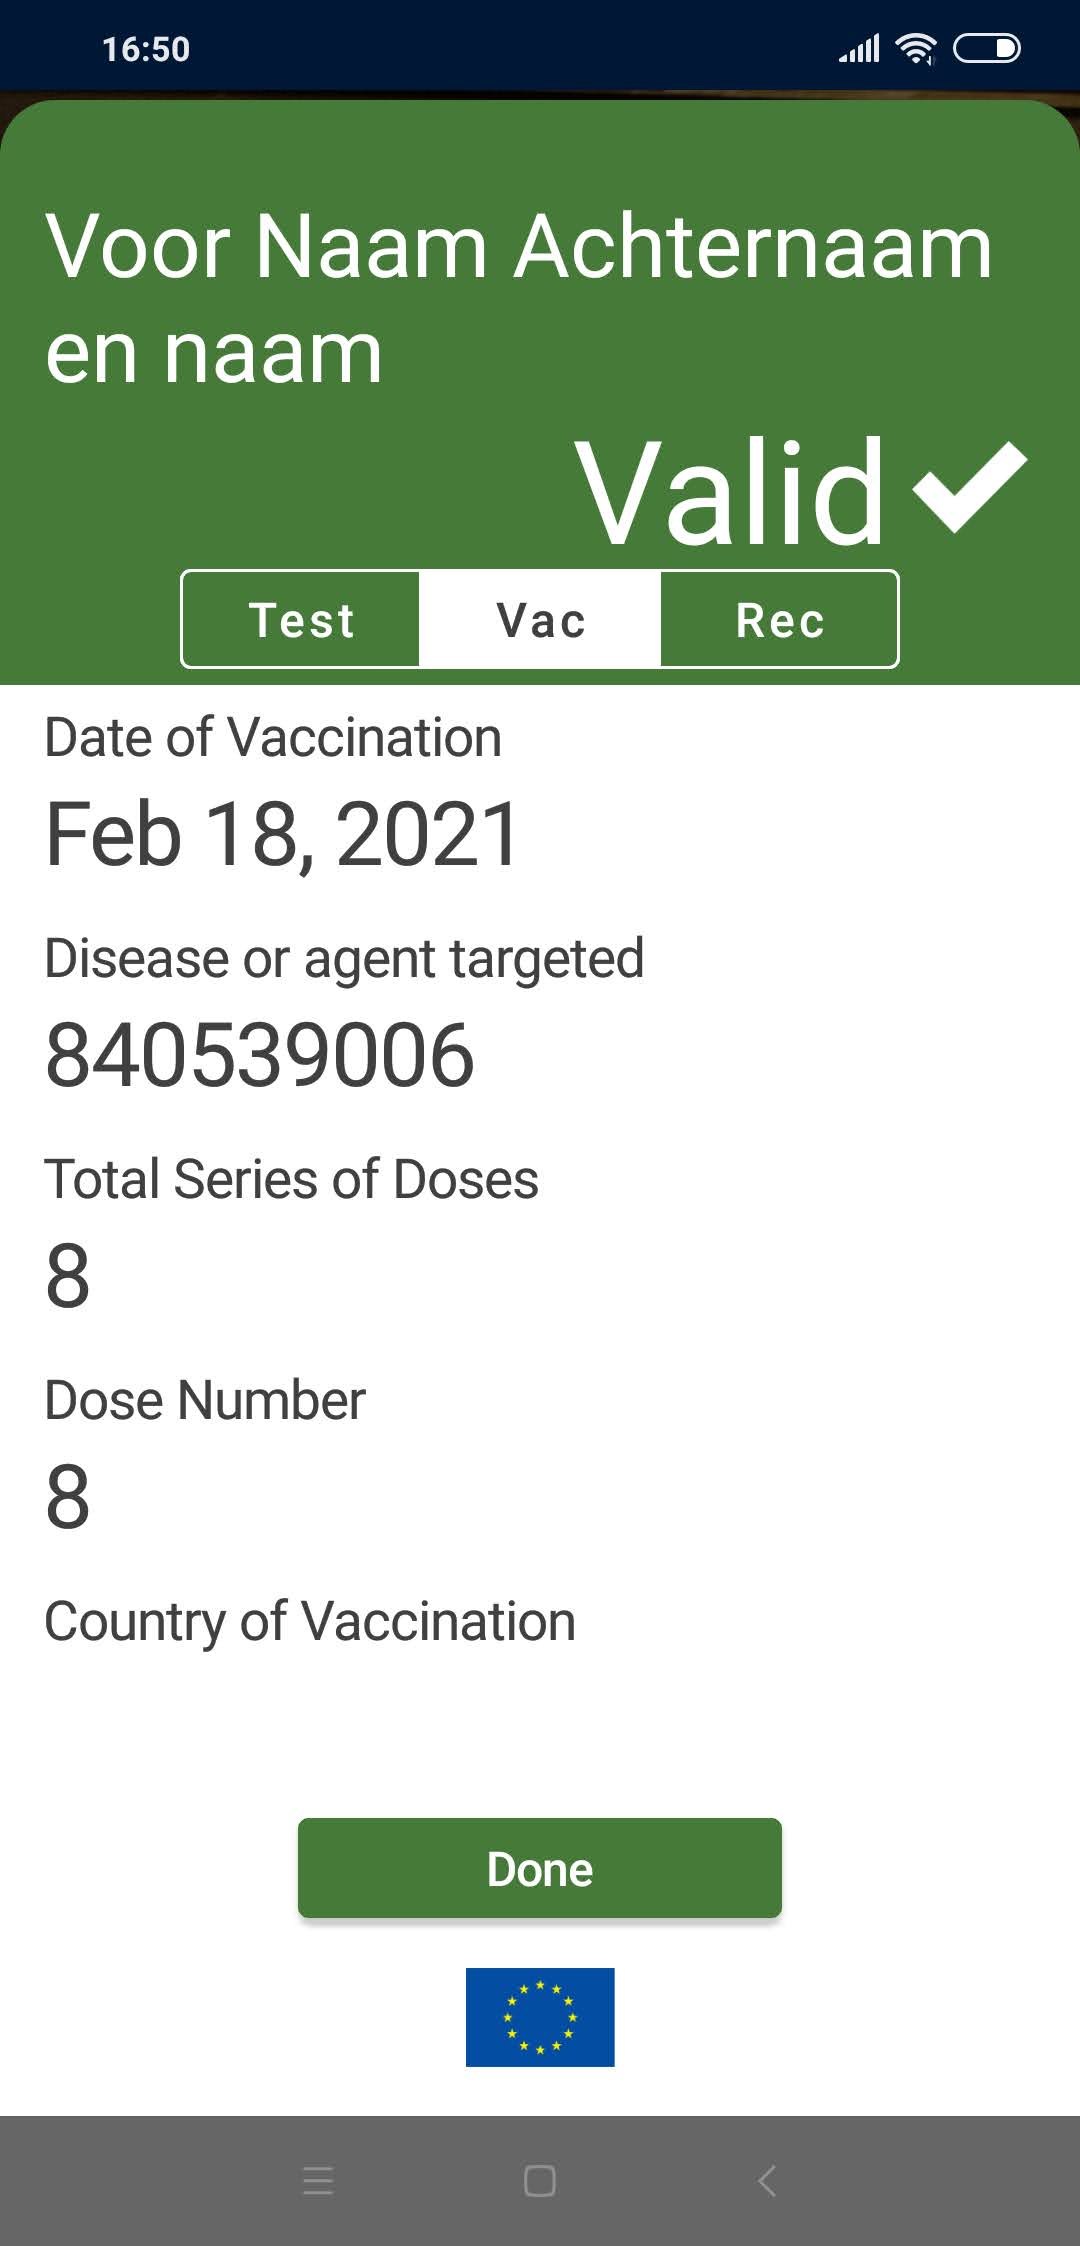 16:50
Voor Naam Achternaam
en naam
Valid
Test Vac Rec
Date of Vaccination
Feb 18, 2021
Disease or agent targeted
840539006
Total Series of Doses
8
Dose Number
8
Country of Vaccination
Done